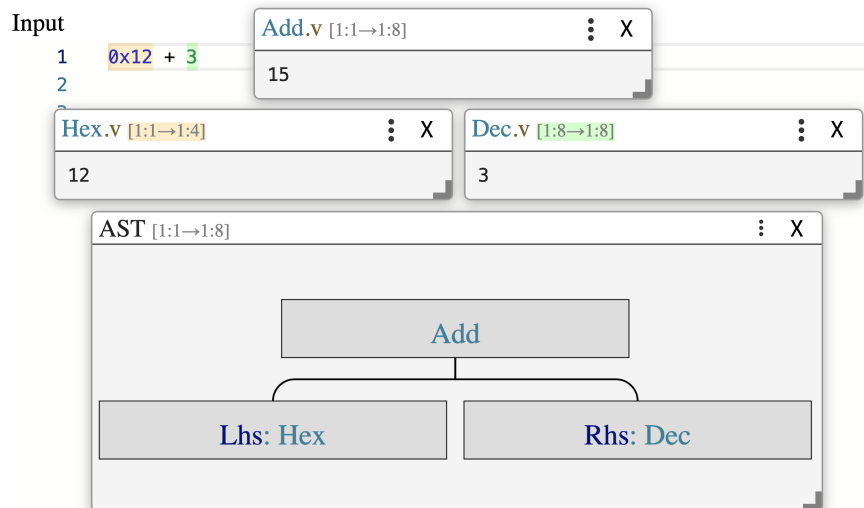 Input
Add.v [1:1→1:8] ⋮ X
1 0x12 + 3
15
2
Hex.v [1:1→1:4] ⋮ X
12
Dec.v [1:8→1:8] ⋮ X
3
AST [1:1→1:8] ⋮ X
Add
Lhs: Hex
Rhs: Dec